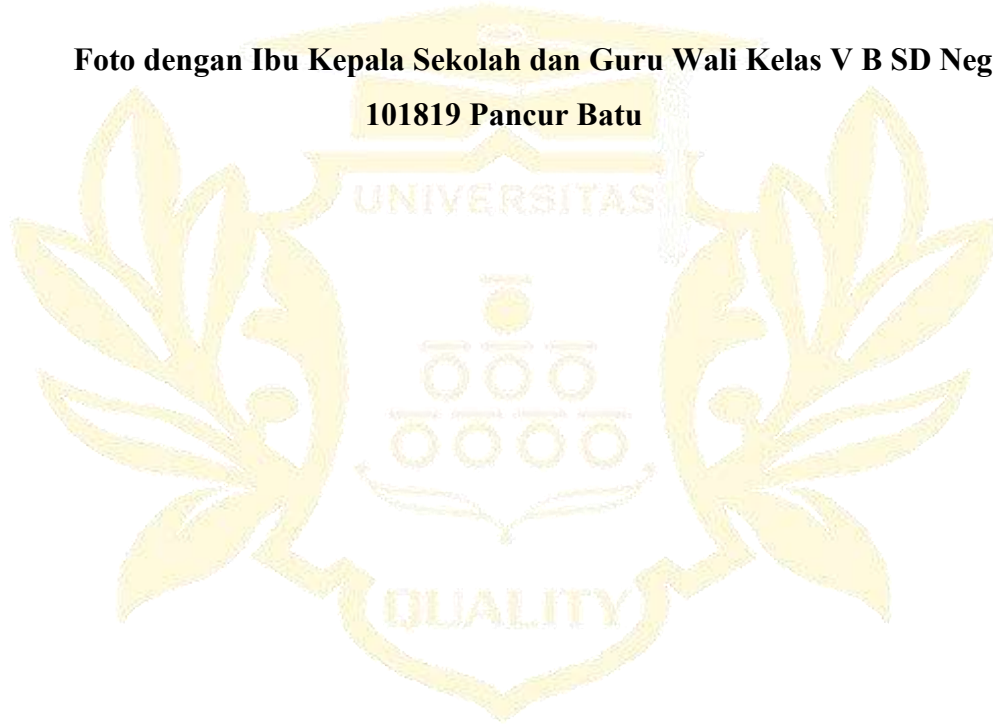 Foto dengan Ibu Kepala Sekolah dan Guru Wali Kelas V B SD Neg
101819 Pancur Batu
UNIVERSITAS
QUALITY